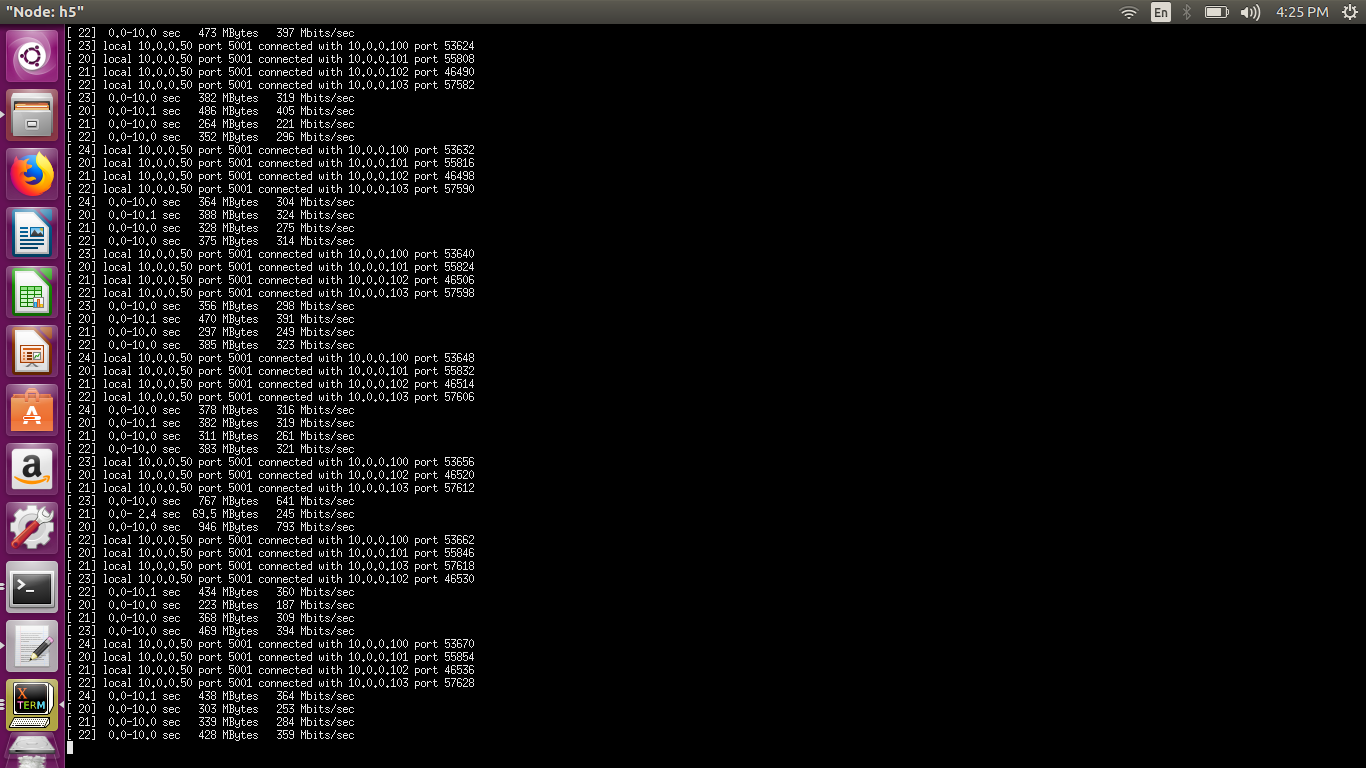 "Node: h5"
En
4:25 PM
[ 22]  0.0-10.0 sec   473 MBytes   397 Mbits/sec
[ 23] local 10.0.0.50 port 5001 connected with 10.0.0.100 port 53624
[ 20] local 10.0.0.50 port 5001 connected with 10.0.0.101 port 55808
[ 21] local 10.0.0.50 port 5001 connected with 10.0.0.102 port 46490
[ 22] local 10.0.0.50 port 5001 connected with 10.0.0.103 port 57582
[ 23]  0.0-10.0 sec   382 MBytes   319 Mbits/sec
[ 20]  0.0-10.1 sec   486 MBytes   405 Mbits/sec
[ 21]  0.0-10.0 sec   264 MBytes   221 Mbits/sec
[ 22]  0.0-10.0 sec   352 MBytes   296 Mbits/sec
[ 24] local 10.0.0.50 port 5001 connected with 10.0.0.100 port 53632
[ 20] local 10.0.0.50 port 5001 connected with 10.0.0.101 port 55816
[ 21] local 10.0.0.50 port 5001 connected with 10.0.0.102 port 46498
[ 22] local 10.0.0.50 port 5001 connected with 10.0.0.103 port 57590
[ 24]  0.0-10.0 sec   364 MBytes   304 Mbits/sec
[ 20]  0.0-10.1 sec   388 MBytes   324 Mbits/sec
[ 21]  0.0-10.0 sec   328 MBytes   275 Mbits/sec
[ 22]  0.0-10.0 sec   375 MBytes   314 Mbits/sec
[ 23] local 10.0.0.50 port 5001 connected with 10.0.0.100 port 53640
[ 20] local 10.0.0.50 port 5001 connected with 10.0.0.101 port 55824
[ 21] local 10.0.0.50 port 5001 connected with 10.0.0.102 port 46506
[ 22] local 10.0.0.50 port 5001 connected with 10.0.0.103 port 57598
[ 23]  0.0-10.0 sec   356 MBytes   298 Mbits/sec
[ 20]  0.0-10.1 sec   470 MBytes   391 Mbits/sec
[ 21]  0.0-10.0 sec   297 MBytes   249 Mbits/sec
[ 22]  0.0-10.0 sec   385 MBytes   323 Mbits/sec
[ 24] local 10.0.0.50 port 5001 connected with 10.0.0.100 port 53648
[ 20] local 10.0.0.50 port 5001 connected with 10.0.0.101 port 55832
[ 21] local 10.0.0.50 port 5001 connected with 10.0.0.102 port 46514
[ 22] local 10.0.0.50 port 5001 connected with 10.0.0.103 port 57606
[ 24]  0.0-10.0 sec   378 MBytes   316 Mbits/sec
[ 20]  0.0-10.1 sec   382 MBytes   319 Mbits/sec
[ 21]  0.0-10.0 sec   311 MBytes   261 Mbits/sec
[ 22]  0.0-10.0 sec   383 MBytes   321 Mbits/sec
[ 23] local 10.0.0.50 port 5001 connected with 10.0.0.100 port 53656
[ 20] local 10.0.0.50 port 5001 connected with 10.0.0.102 port 46520
[ 21] local 10.0.0.50 port 5001 connected with 10.0.0.103 port 57612
[ 23]  0.0-10.0 sec   767 MBytes   641 Mbits/sec
[ 21]  0.0- 2.4 sec  69.5 MBytes   245 Mbits/sec
[ 20]  0.0-10.0 sec   946 MBytes   793 Mbits/sec
[ 22] local 10.0.0.50 port 5001 connected with 10.0.0.100 port 53662
[ 20] local 10.0.0.50 port 5001 connected with 10.0.0.101 port 55846
[ 21] local 10.0.0.50 port 5001 connected with 10.0.0.103 port 57618
[ 23] local 10.0.0.50 port 5001 connected with 10.0.0.102 port 46530
[ 22]  0.0-10.1 sec   434 MBytes   360 Mbits/sec
[ 20]  0.0-10.0 sec   223 MBytes   187 Mbits/sec
[ 21]  0.0-10.0 sec   368 MBytes   309 Mbits/sec
[ 23]  0.0-10.0 sec   469 MBytes   394 Mbits/sec
[ 24] local 10.0.0.50 port 5001 connected with 10.0.0.100 port 53670
[ 20] local 10.0.0.50 port 5001 connected with 10.0.0.101 port 55854
[ 21] local 10.0.0.50 port 5001 connected with 10.0.0.102 port 46536
[ 22] local 10.0.0.50 port 5001 connected with 10.0.0.103 port 57628
[ 24]  0.0-10.1 sec   438 MBytes   364 Mbits/sec
[ 20]  0.0-10.0 sec   303 MBytes   253 Mbits/sec
[ 21]  0.0-10.0 sec   339 MBytes   284 Mbits/sec
[ 22]  0.0-10.0 sec   428 MBytes   359 Mbits/sec
A
a
>_
X
TERM